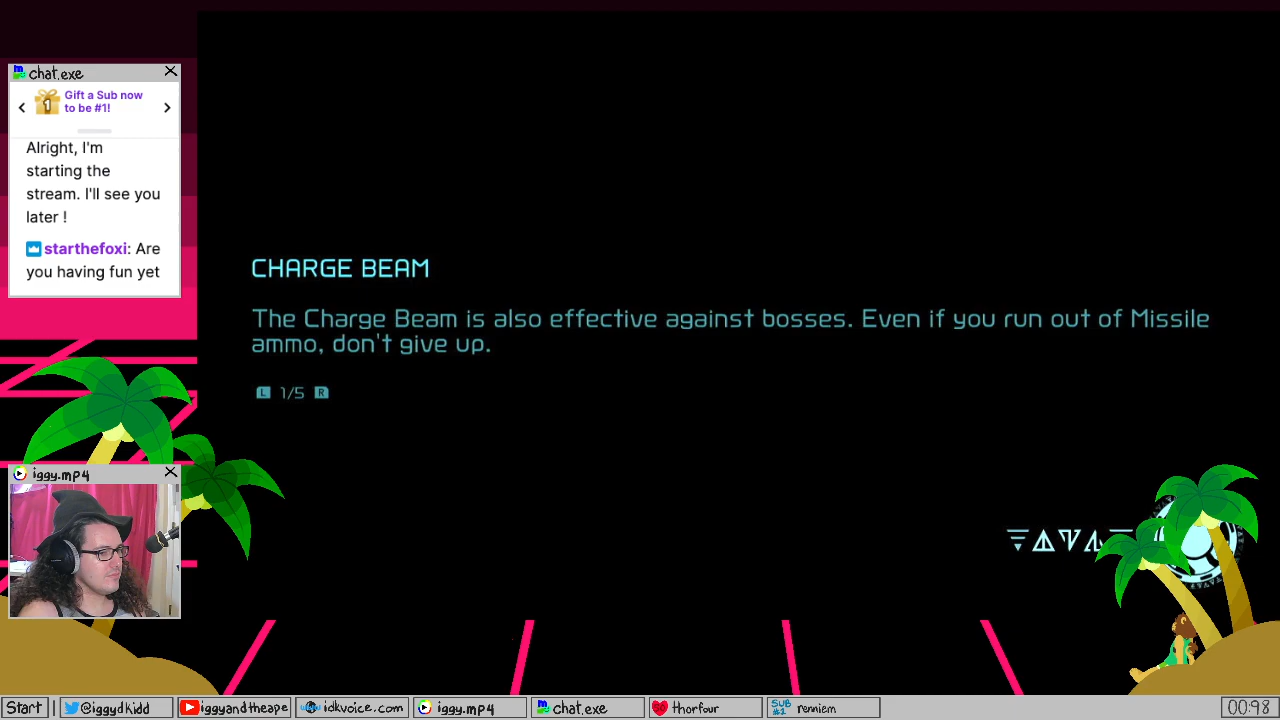 chat.exe
Gift a Sub now
to be #1!
1
Alright, I'm
starting the
stream. I'll see you
later !
starthefoxi: Are
you having fun yet
CHARGE BEAM
The Charge Beam is also effective against bosses. Even if you run out of Missile
ammo, don't give up.
L 1/5 R
iggy.mp4
Start | @iggydkidd iggyandtheape idkvoice.com iggy.mp4 chat.exe thorfour SUB #1 renniem 00:98